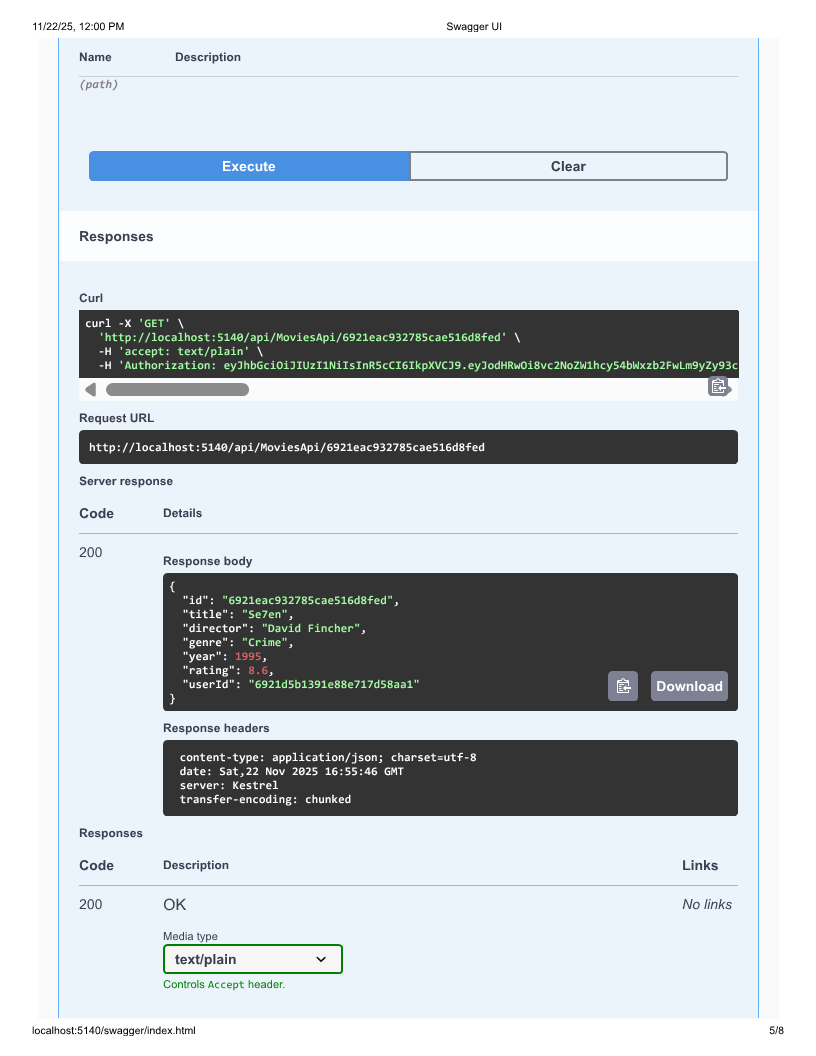 11/22/25, 12:00 PM Swagger UI
Name Description
(path)
Execute Clear
Responses
Curl
curl -X 'GET' \
'http://localhost:5140/api/MoviesApi/6921eac932785cae516d8fed' \
-H 'accept: text/plain' \
-H 'Authorization: eyJhbGciOiJIUzI1NiIsInR5cCI6IkpXVCJ9.eyJodHRwOi8vc2NoZW1hcy54bWxzb2FwLm9yZy93c
Request URL
http://localhost:5140/api/MoviesApi/6921eac932785cae516d8fed
Server response
Code Details
200
Response body
{
"id": "6921eac932785cae516d8fed",
"title": "Se7en",
"director": "David Fincher",
"genre": "Crime",
"year": 1995,
"rating": 8.6,
"userId": "6921d5b1391e88e717d58aa1"
}
Download
Response headers
content-type: application/json; charset=utf-8
date: Sat,22 Nov 2025 16:55:46 GMT
server: Kestrel
transfer-encoding: chunked
Responses
Code Description Links
200 OK No links
Media type
text/plain
Controls Accept header.
localhost:5140/swagger/index.html 5/8